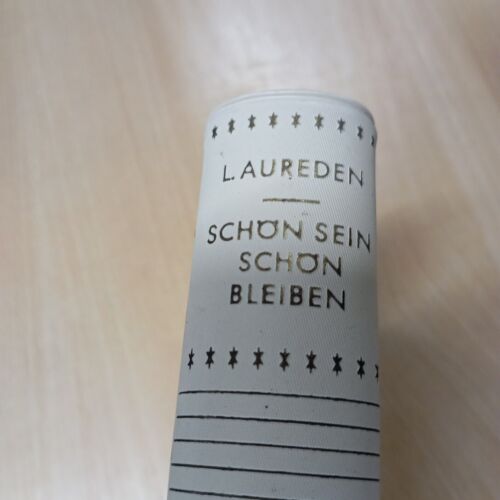 L. AUREDEN
SCHÖN SEIN
SCHÖN
BLEIBEN